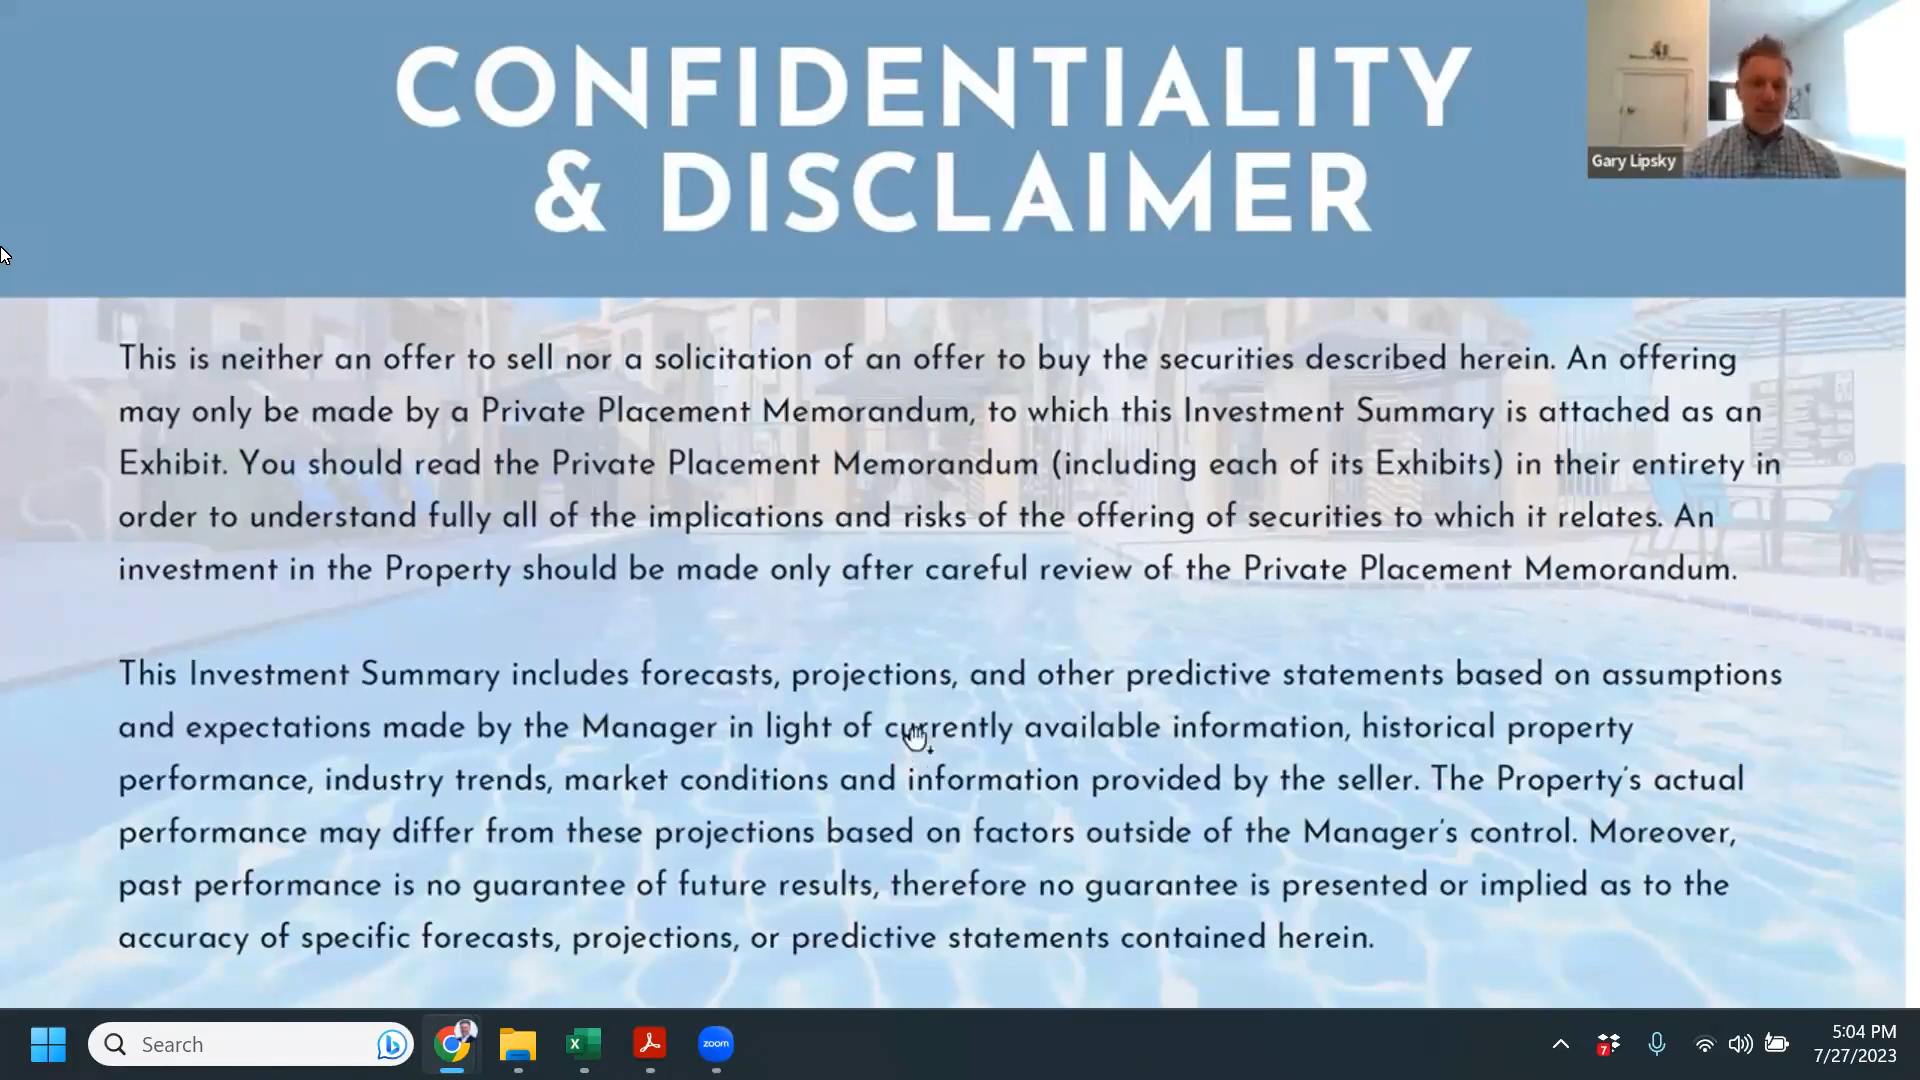 CONFIDENTIALITY
& DISCLAIMER
Gary Lipsky
This is neither an offer to sell nor a solicitation of an offer to buy the securities described herein. An offering
may only be made by a Private Placement Memorandum, to which this Investment Summary is attached as an
Exhibit. You should read the Private Placement Memorandum (including each of its Exhibits) in their entirety in
order to understand fully all of the implications and risks of the offering of securities to which it relates. An
investment in the Property should be made only after careful review of the Private Placement Memorandum.
This Investment Summary includes forecasts, projections, and other predictive statements based on assumptions
and expectations made by the Manager in light of currently available information, historical property
performance, industry trends, market conditions and information provided by the seller. The Property's actual
performance may differ from these projections based on factors outside of the Manager's control. Moreover,
past performance is no guarantee of future results, therefore no guarantee is presented or implied as to the
accuracy of specific forecasts, projections, or predictive statements contained herein.
Search
zoom
7
5:04 PM
7/27/2023